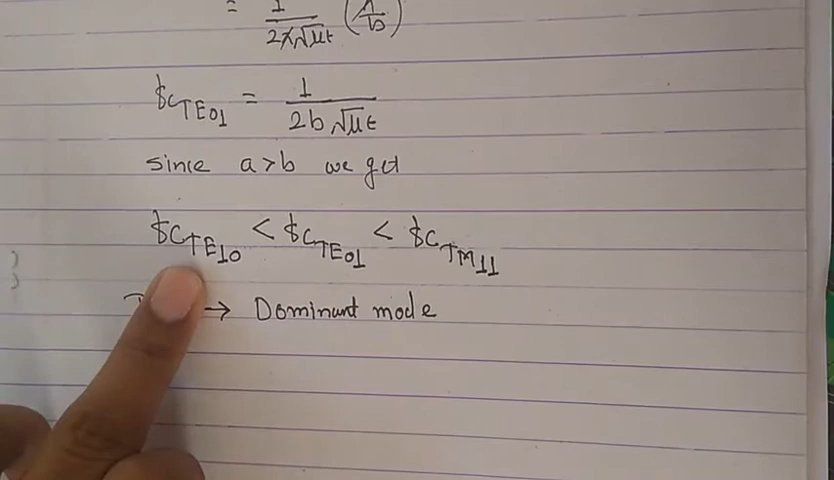 = 1/(2π√με) (π/b)
fc_TE01 = 1/(2b√με)
since a>b we get
fc_TE10 < fc_TE01 < fc_TM11
→ Dominant mode